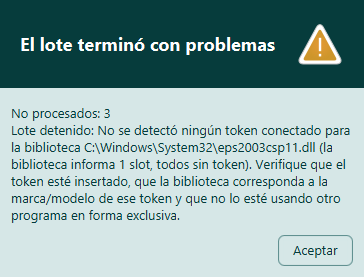 El lote terminó con problemas
No procesados: 3
Lote detenido: No se detectó ningún token conectado para
la biblioteca C:\Windows\System32\eps2003csp11.dll (la
biblioteca informa 1 slot, todos sin token). Verifique que el
token esté insertado, que la biblioteca corresponda a la
marca/modelo de ese token y que no lo esté usando otro
programa en forma exclusiva.
Aceptar